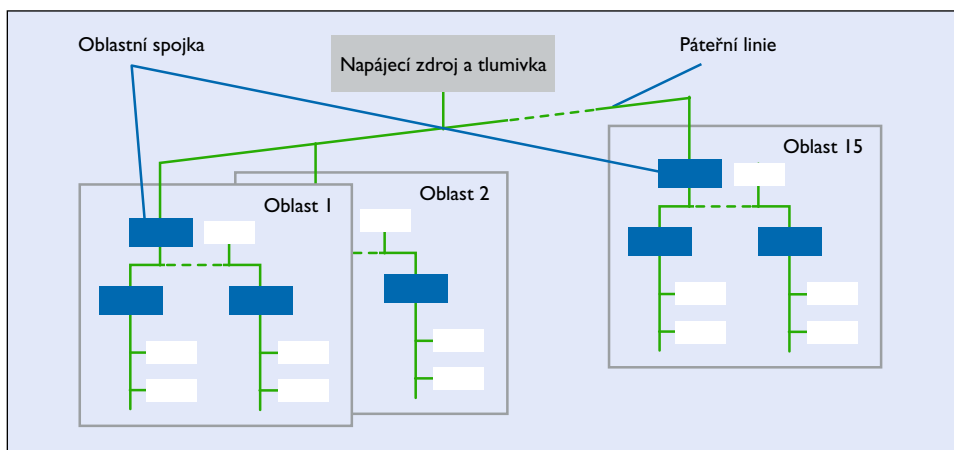 Oblastní spojka
Napájecí zdroj a tlumivka
Páteřní linie
Oblast 15
Oblast 1
Oblast 2